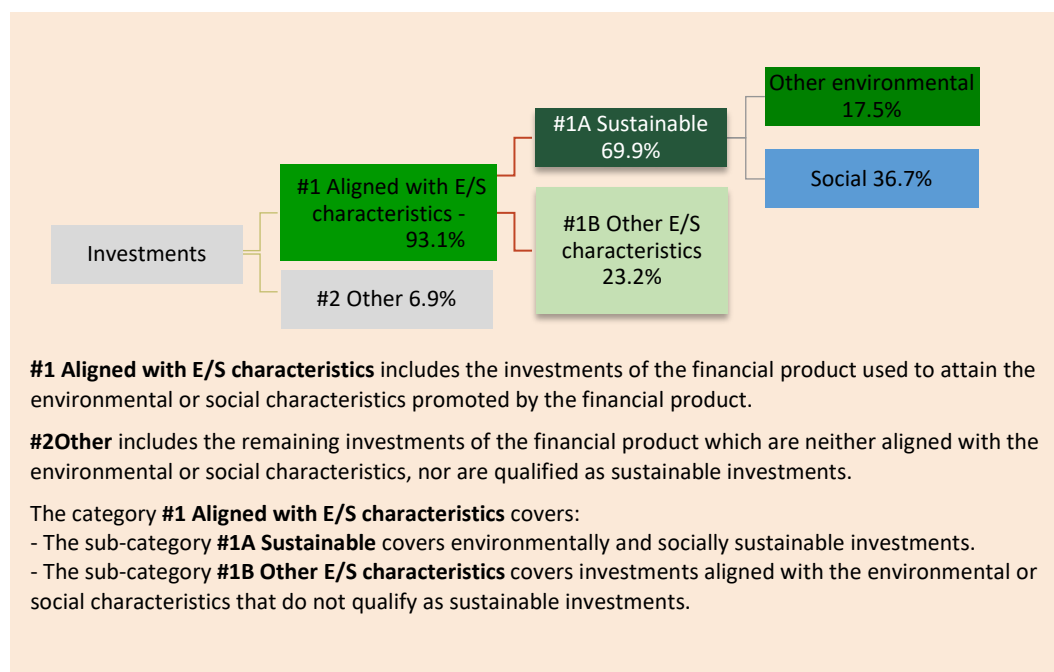 Investments
#1 Aligned with E/S
characteristics -
93.1%
#2 Other 6.9%
#1A Sustainable
69.9%
#1B Other E/S
characteristics
23.2%
Other environmental
17.5%
Social 36.7%
#1 Aligned with E/S characteristics includes the investments of the financial product used to attain the
environmental or social characteristics promoted by the financial product.
#2Other includes the remaining investments of the financial product which are neither aligned with the
environmental or social characteristics, nor are qualified as sustainable investments.
The category #1 Aligned with E/S characteristics covers:
- The sub-category #1A Sustainable covers environmentally and socially sustainable investments.
- The sub-category #1B Other E/S characteristics covers investments aligned with the environmental or
social characteristics that do not qualify as sustainable investments.